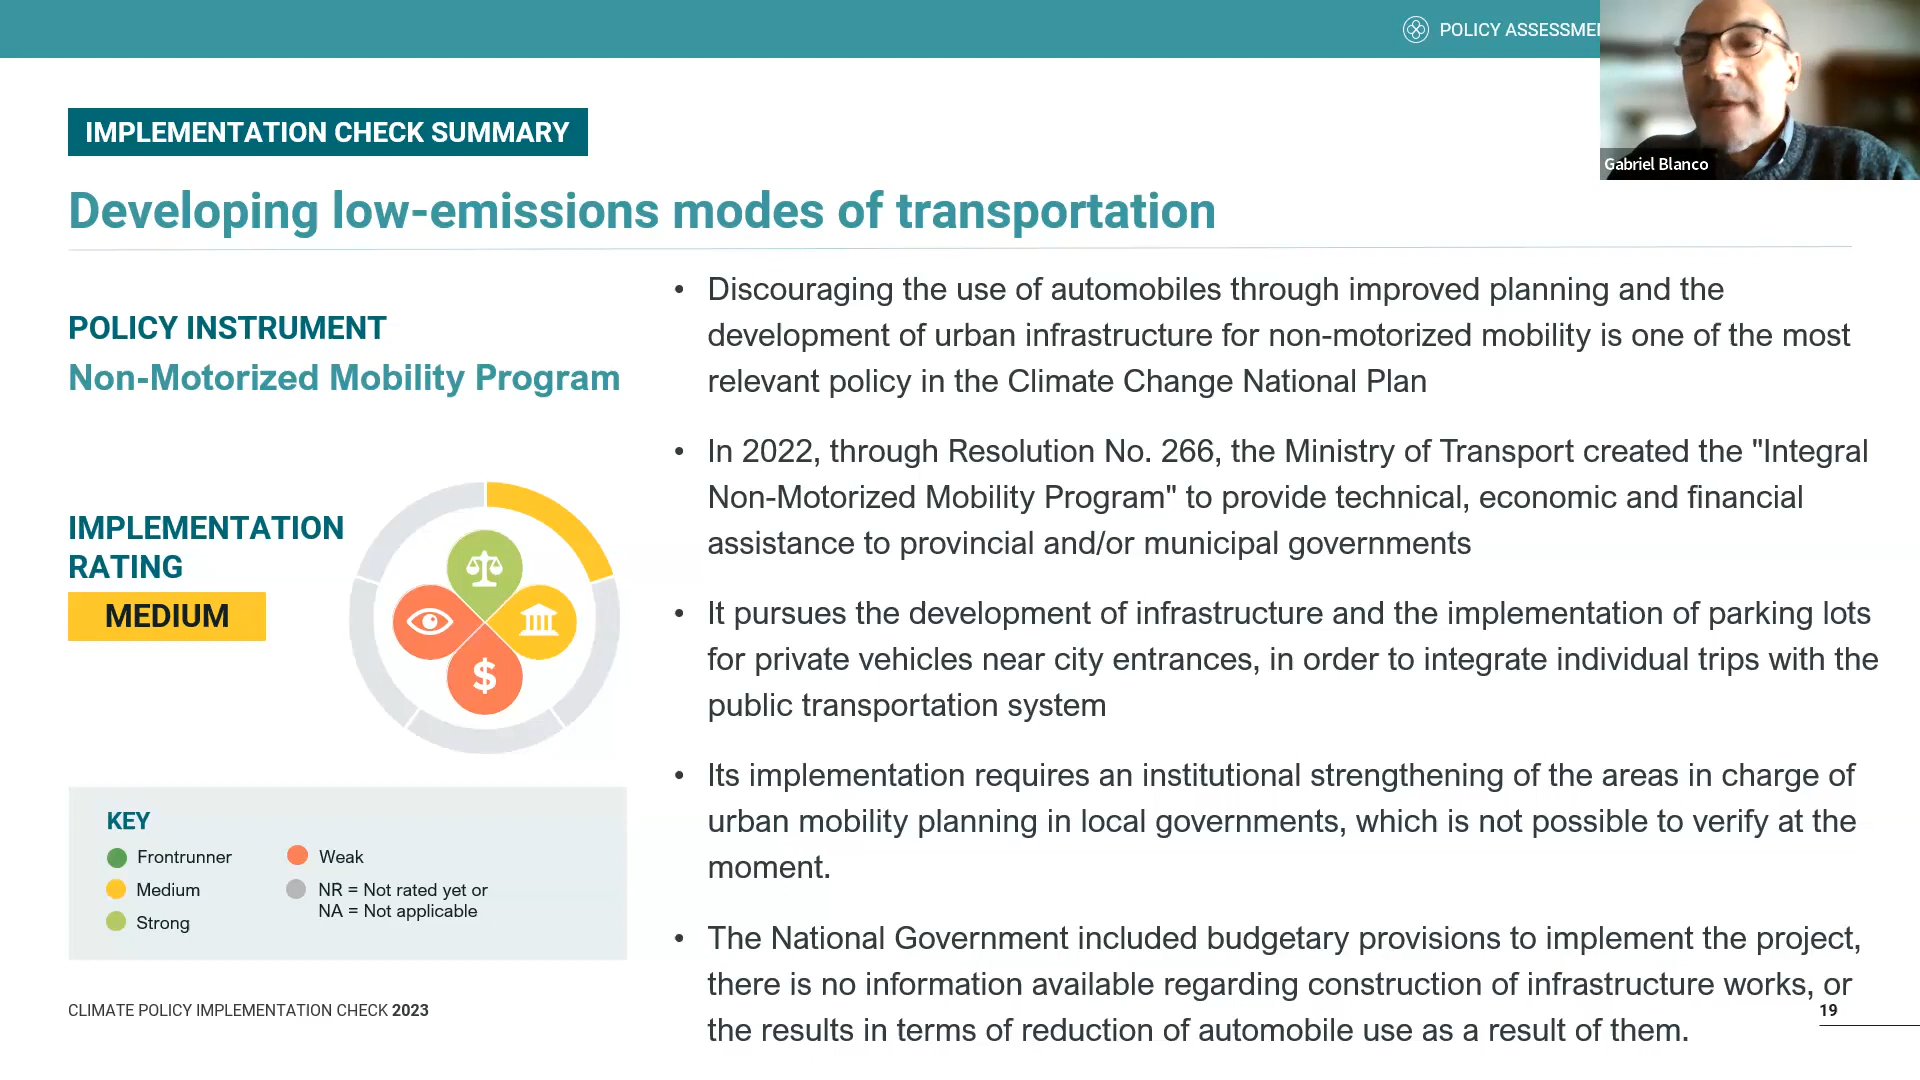 POLICY ASSESSME
Gabriel Blanco
IMPLEMENTATION CHECK SUMMARY
Developing low-emissions modes of transportation
POLICY INSTRUMENT
Non-Motorized Mobility Program
IMPLEMENTATION
RATING
MEDIUM
$
KEY
Frontrunner
Medium
Strong
Weak
NR = Not rated yet or
NA = Not applicable
• Discouraging the use of automobiles through improved planning and the
development of urban infrastructure for non-motorized mobility is one of the most
relevant policy in the Climate Change National Plan
• In 2022, through Resolution No. 266, the Ministry of Transport created the "Integral
Non-Motorized Mobility Program" to provide technical, economic and financial
assistance to provincial and/or municipal governments
• It pursues the development of infrastructure and the implementation of parking lots
for private vehicles near city entrances, in order to integrate individual trips with the
public transportation system
• Its implementation requires an institutional strengthening of the areas in charge of
urban mobility planning in local governments, which is not possible to verify at the
moment.
• The National Government included budgetary provisions to implement the project,
there is no information available regarding construction of infrastructure works, or
the results in terms of reduction of automobile use as a result of them.
CLIMATE POLICY IMPLEMENTATION CHECK 2023
19